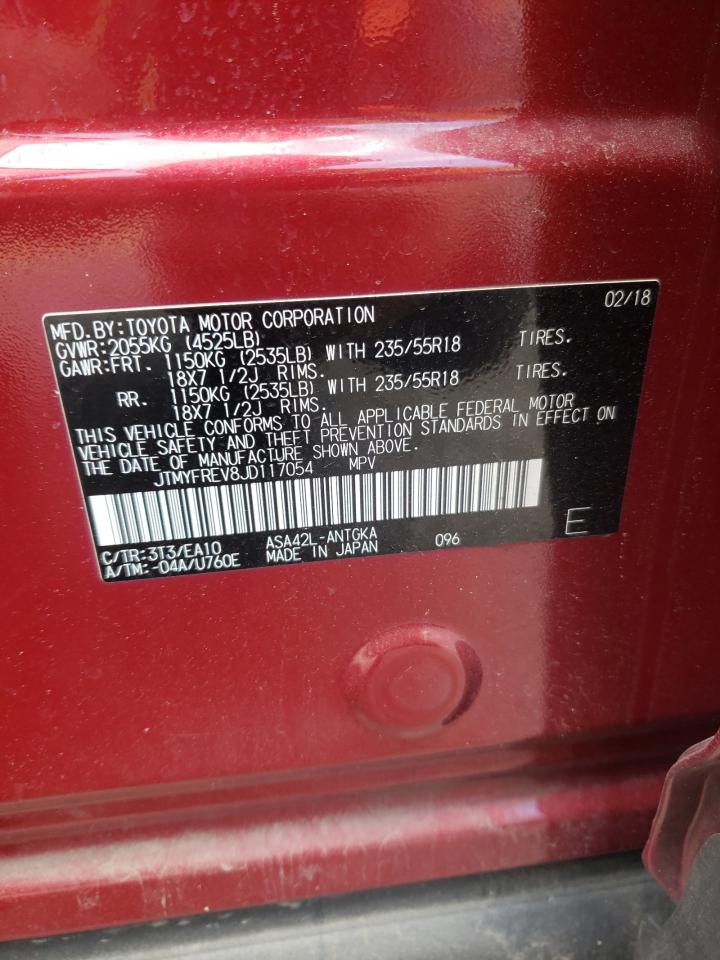 02/18
MFD.BY:TOYOTA MOTOR CORPORATION
GVWR:2055KG (4525LB)
GAWR:FRT. 1150KG (2535LB) WITH 235/55R18 TIRES.
18X7 1/2J RIMS.
RR. 1150KG (2535LB) WITH 235/55R18 TIRES.
18X7 1/2J RIMS.
THIS VEHICLE CONFORMS TO ALL APPLICABLE FEDERAL MOTOR
VEHICLE SAFETY AND THEFT PREVENTION STANDARDS IN EFFECT ON
THE DATE OF MANUFACTURE SHOWN ABOVE.
JTMYFREV8JD117054 MPV
E
C/TR:3T3/EA10 ASA42L-ANTGKA 096
A/TM:-04A/U760E MADE IN JAPAN